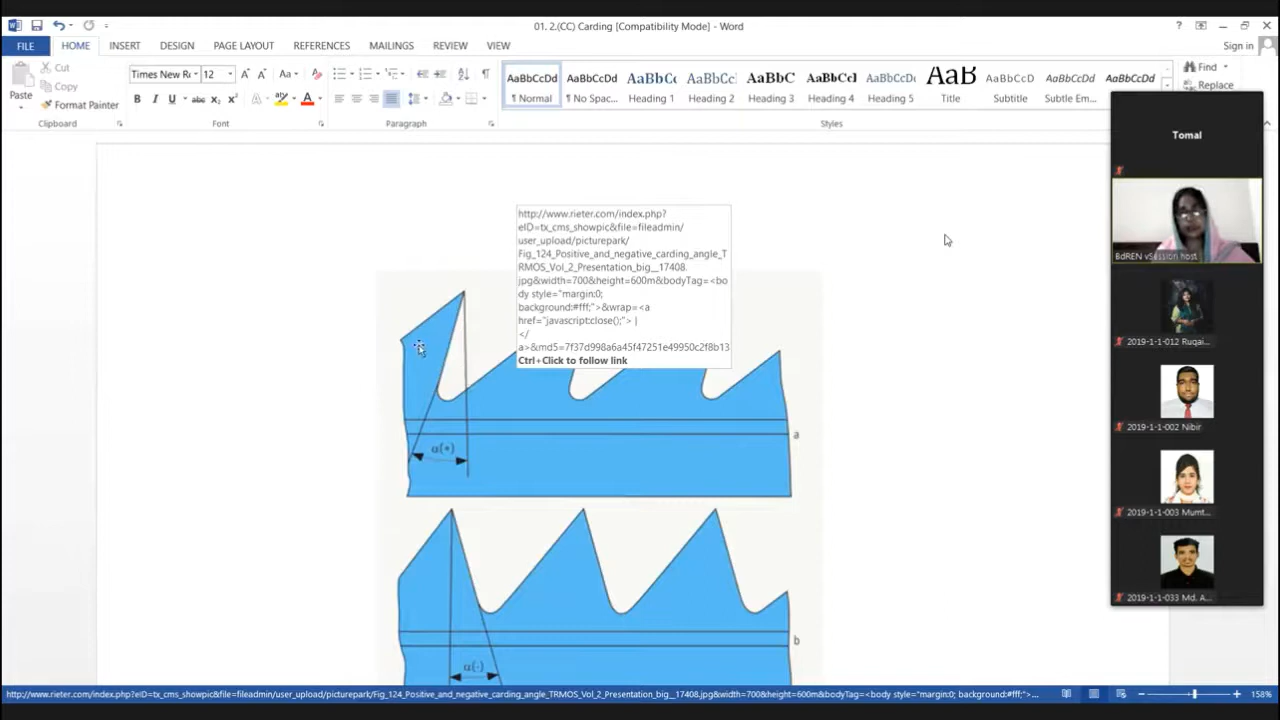 01. 2.(CC) Carding [Compatibility Mode] - Word
?
FILE HOME INSERT DESIGN PAGE LAYOUT REFERENCES MAILINGS REVIEW VIEW Sign in
Paste
Cut
Copy
Format Painter
Times New Ro 12 A A Aa
B I U abc x₂ x² A A
AaBbCcDd AaBbCcDd AaBbCc AaBbCc AaBbC AaBbCcI AaBbCcDd AaB AaBbCcD AaBbCcDd AaBbCcDd
¶ Normal ¶ No Spac... Heading 1 Heading 2 Heading 3 Heading 4 Heading 5 Title Subtitle Subtle Em...
Find
Replace
Clipboard Font Paragraph Styles
Tomal
BdREN vSession host
2019-1-1-012 Ruqai...
2019-1-1-002 Nibir
2019-1-1-003 Mumt...
2019-1-1-033 Md. A...
http://www.rieter.com/index.php?
eID=tx_cms_showpic&file=fileadmin/
user_upload/picturepark/
Fig_124_Positive_and_negative_carding_angle_T
RMOS_Vol_2_Presentation_big__17408.
jpg&width=700&height=600m&bodyTag=<bo
dy style="margin:0;
background:#fff;">&wrap=<a
href="javascript:close();"> |
</
a>&md5=7f37d998a6a45f47251e49950c2f8b13
Ctrl+Click to follow link
α(+)
a
b
α(-)
http://www.rieter.com/index.php?eID=tx_cms_showpic&file=fileadmin/user_upload/picturepark/Fig_124_Positive_and_negative_carding_angle_TRMOS_Vol_2_Presentation_big__17408.jpg&width=700&height=600m&bodyTag=<body style="margin:0; background:#fff;">...
158%